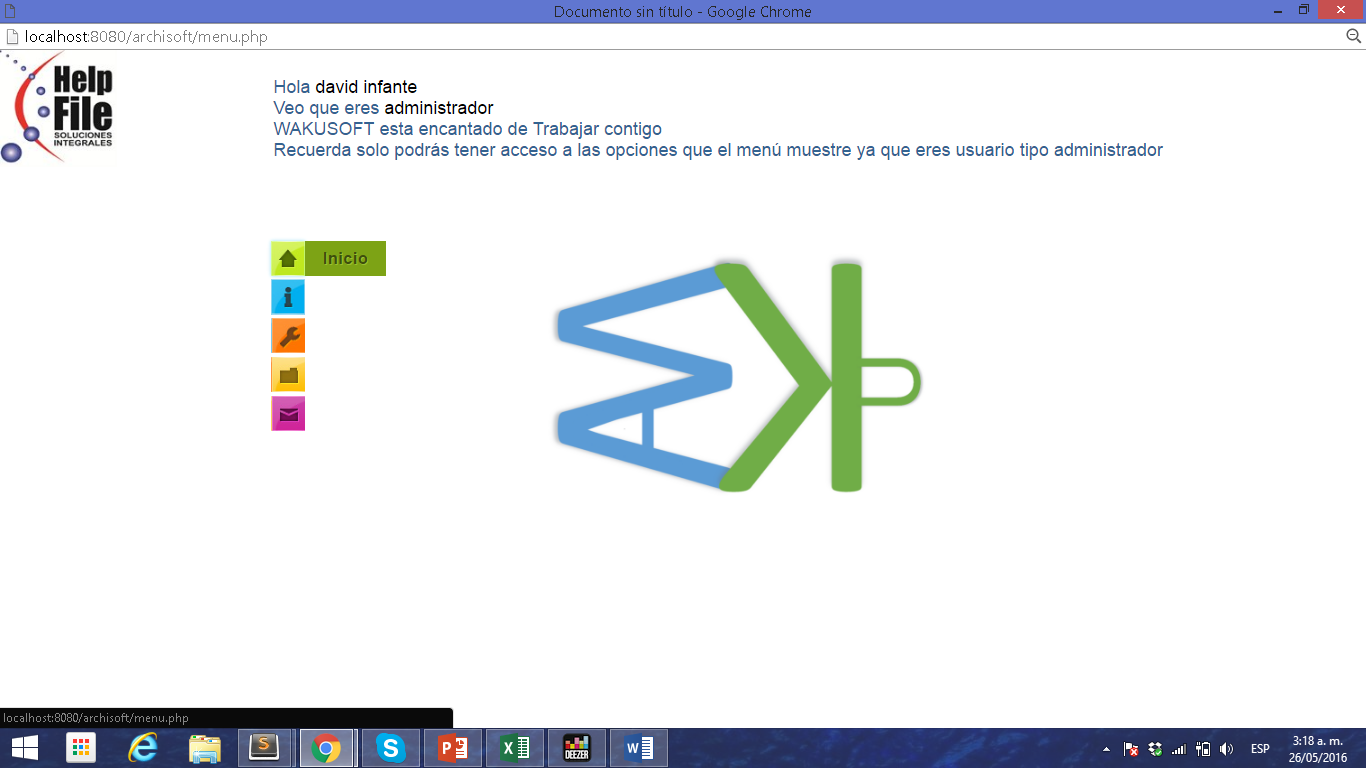 Documento sin título - Google Chrome
localhost:8080/archisoft/menu.php
Help
File
SOLUCIONES
INTEGRALES
Hola david infante
Veo que eres administrador
WAKUSOFT esta encantado de Trabajar contigo
Recuerda solo podrás tener acceso a las opciones que el menú muestre ya que eres usuario tipo administrador
Inicio
localhost:8080/archisoft/menu.php
DEEZER
ESP
3:18 a. m.
26/05/2016